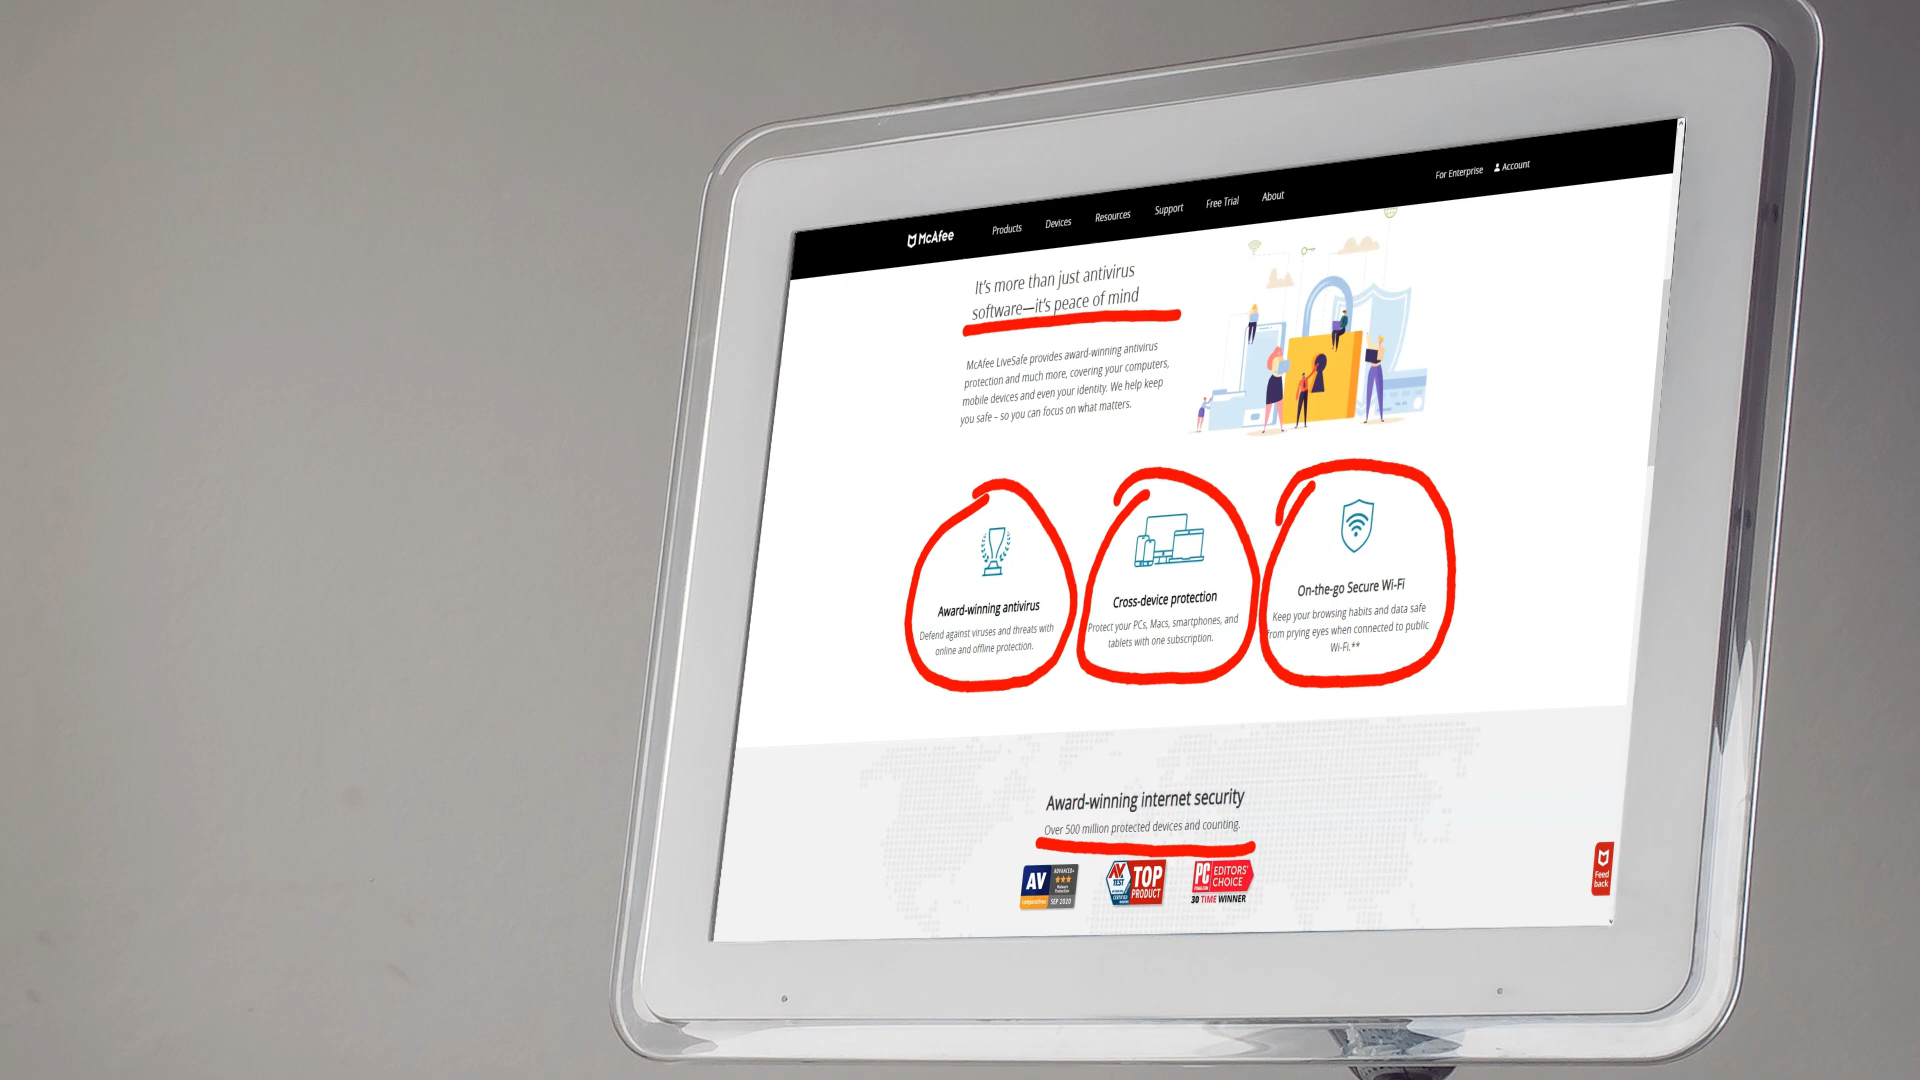 McAfee
Products
Devices
Resources
Support
Free Trial
About
For Enterprise
Account
It's more than just antivirus
software—it's peace of mind
McAfee LiveSafe provides award-winning antivirus
protection and much more, covering your computers,
mobile devices and even your identity. We help keep
you safe – so you can focus on what matters.
Award-winning antivirus
Defend against viruses and threats with
online and offline protection.
Cross-device protection
Protect your PCs, Macs, smartphones, and
tablets with one subscription.
On-the-go Secure Wi-Fi
Keep your browsing habits and data safe
from prying eyes when connected to public
Wi-Fi.**
Award-winning internet security
Over 500 million protected devices and counting.
AV
comparatives
ADVANCED+
Malware
Protection
SEP 2020
AV
TEST
TOP
PRODUCT
PC
EDITORS'
CHOICE
30 TIME WINNER
Feed
back